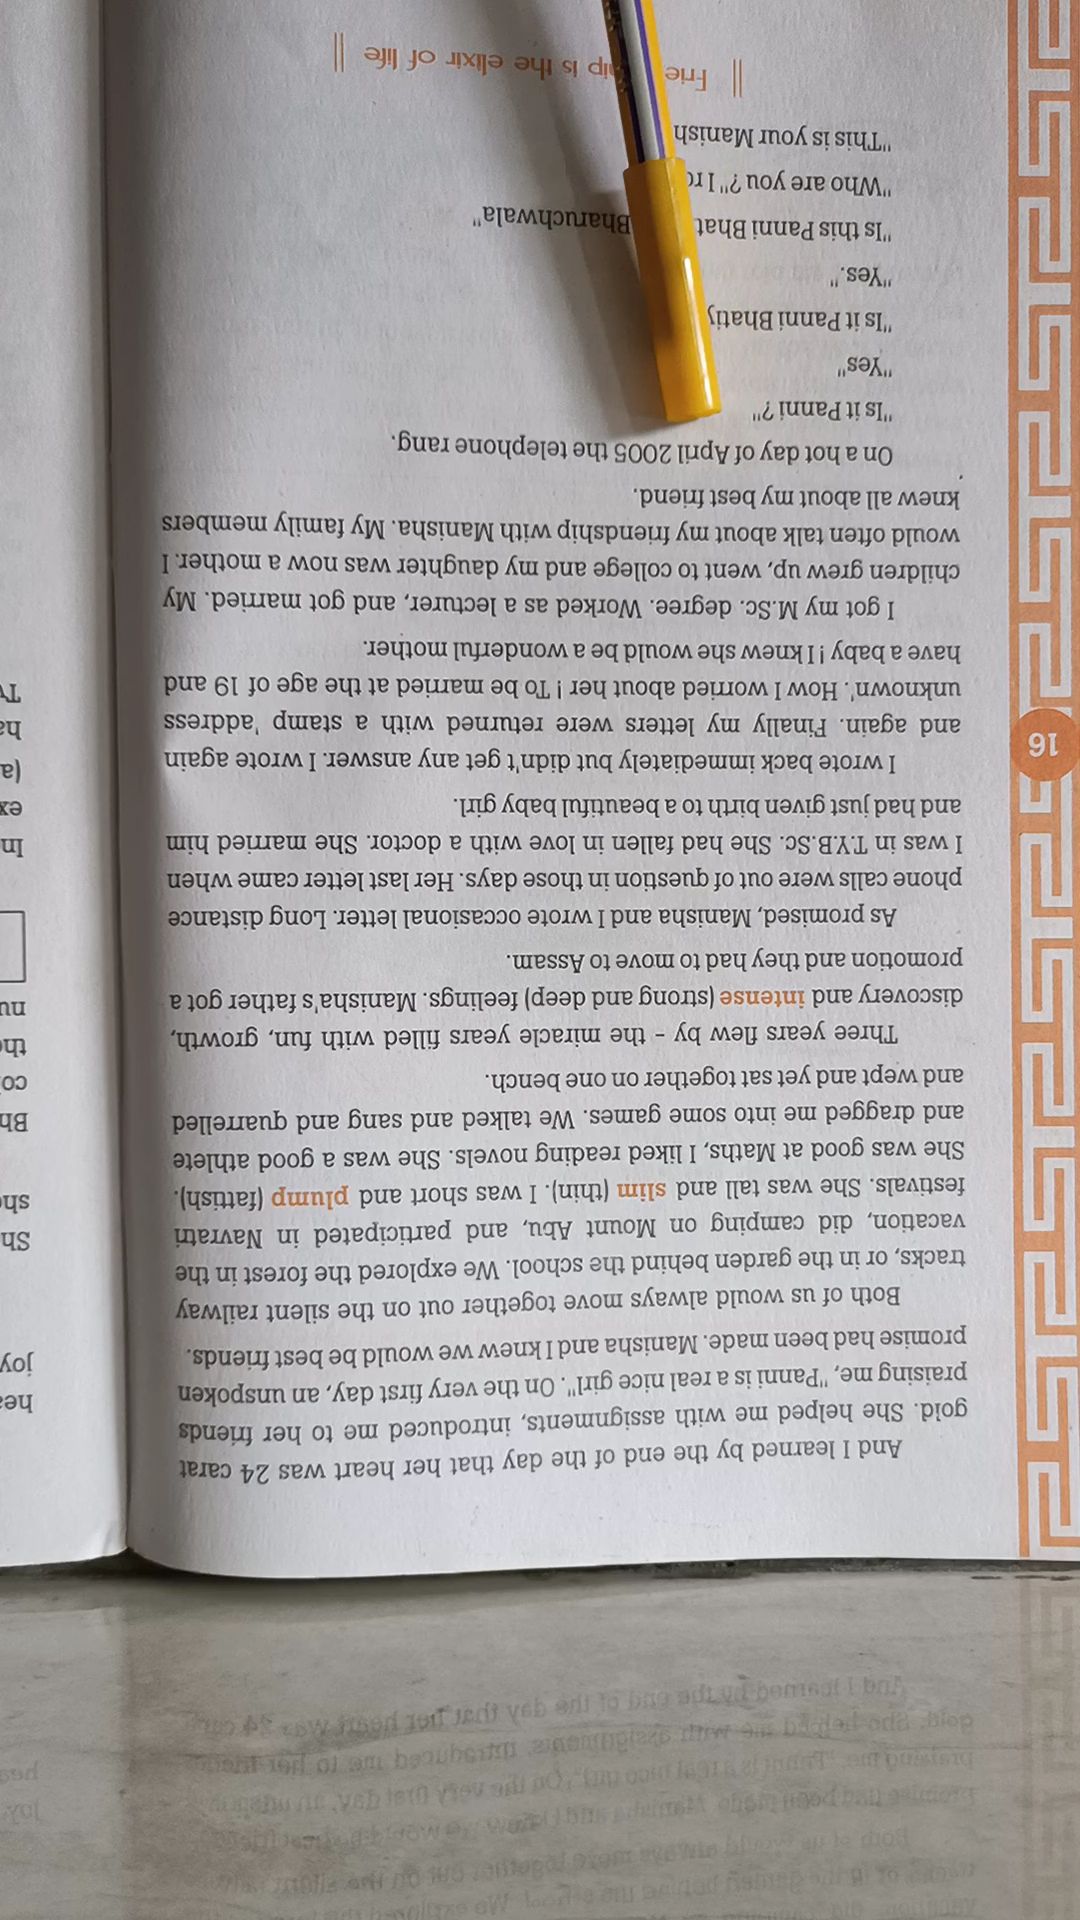 And I learned by the end of the day that her heart was 24 carat
gold. She helped me with assignments, introduced me to her friends
praising me, "Panni is a real nice girl". On the very first day, an unspoken
promise had been made. Manisha and I knew we would be best friends.
Both of us would always move together out on the silent railway
tracks, or in the garden behind the school. We explored the forest in the
vacation, did camping on Mount Abu, and participated in Navratri
festivals. She was tall and slim (thin). I was short and plump (fattish).
She was good at Maths, I liked reading novels. She was a good athlete
and dragged me into some games. We talked and sang and quarrelled
and wept and yet sat together on one bench.
Three years flew by - the miracle years filled with fun, growth,
discovery and intense (strong and deep) feelings. Manisha's father got a
promotion and they had to move to Assam.
As promised, Manisha and I wrote occasional letter. Long distance
phone calls were out of question in those days. Her last letter came when
I was in T.Y.B.Sc. She had fallen in love with a doctor. She married him
and had just given birth to a beautiful baby girl.
I wrote back immediately but didn't get any answer. I wrote again
and again. Finally my letters were returned with a stamp 'address
unknown'. How I worried about her ! To be married at the age of 19 and
have a baby ! I knew she would be a wonderful mother.
I got my M.Sc. degree. Worked as a lecturer, and got married. My
children grew up, went to college and my daughter was now a mother. I
would often talk about my friendship with Manisha. My family members
knew all about my best friend.
On a hot day of April 2005 the telephone rang.
"Is it Panni ?"
"Yes"
"Is it Panni Bhatiy
"Yes."
"Is this Panni Bhat Bharuchwala"
"Who are you ?" I
"This is your Manish
|| Frie ip is the elixir of life ||
16